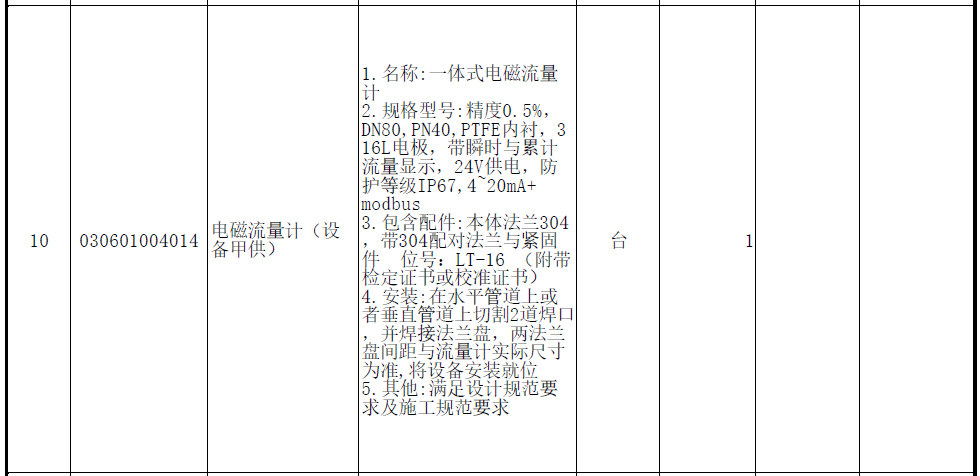 10
030601004014
电磁流量计（设
备甲供）
1.名称:一体式电磁流量
计
2.规格型号:精度0.5%，
DN80,PN40,PTFE内衬，3
16L电极，带瞬时与累计
流量显示，24V供电，防
护等级IP67,4~20mA+
modbus
3.包含配件:本体法兰304
，带304配对法兰与紧固
件 位号：LT-16 （附带
检定证书或校准证书）
4.安装:在水平管道上或
者垂直管道上切割2道焊口
，并焊接法兰盘，两法兰
盘间距与流量计实际尺寸
为准,将设备安装就位
5.其他:满足设计规范要
求及施工规范要求
台
1